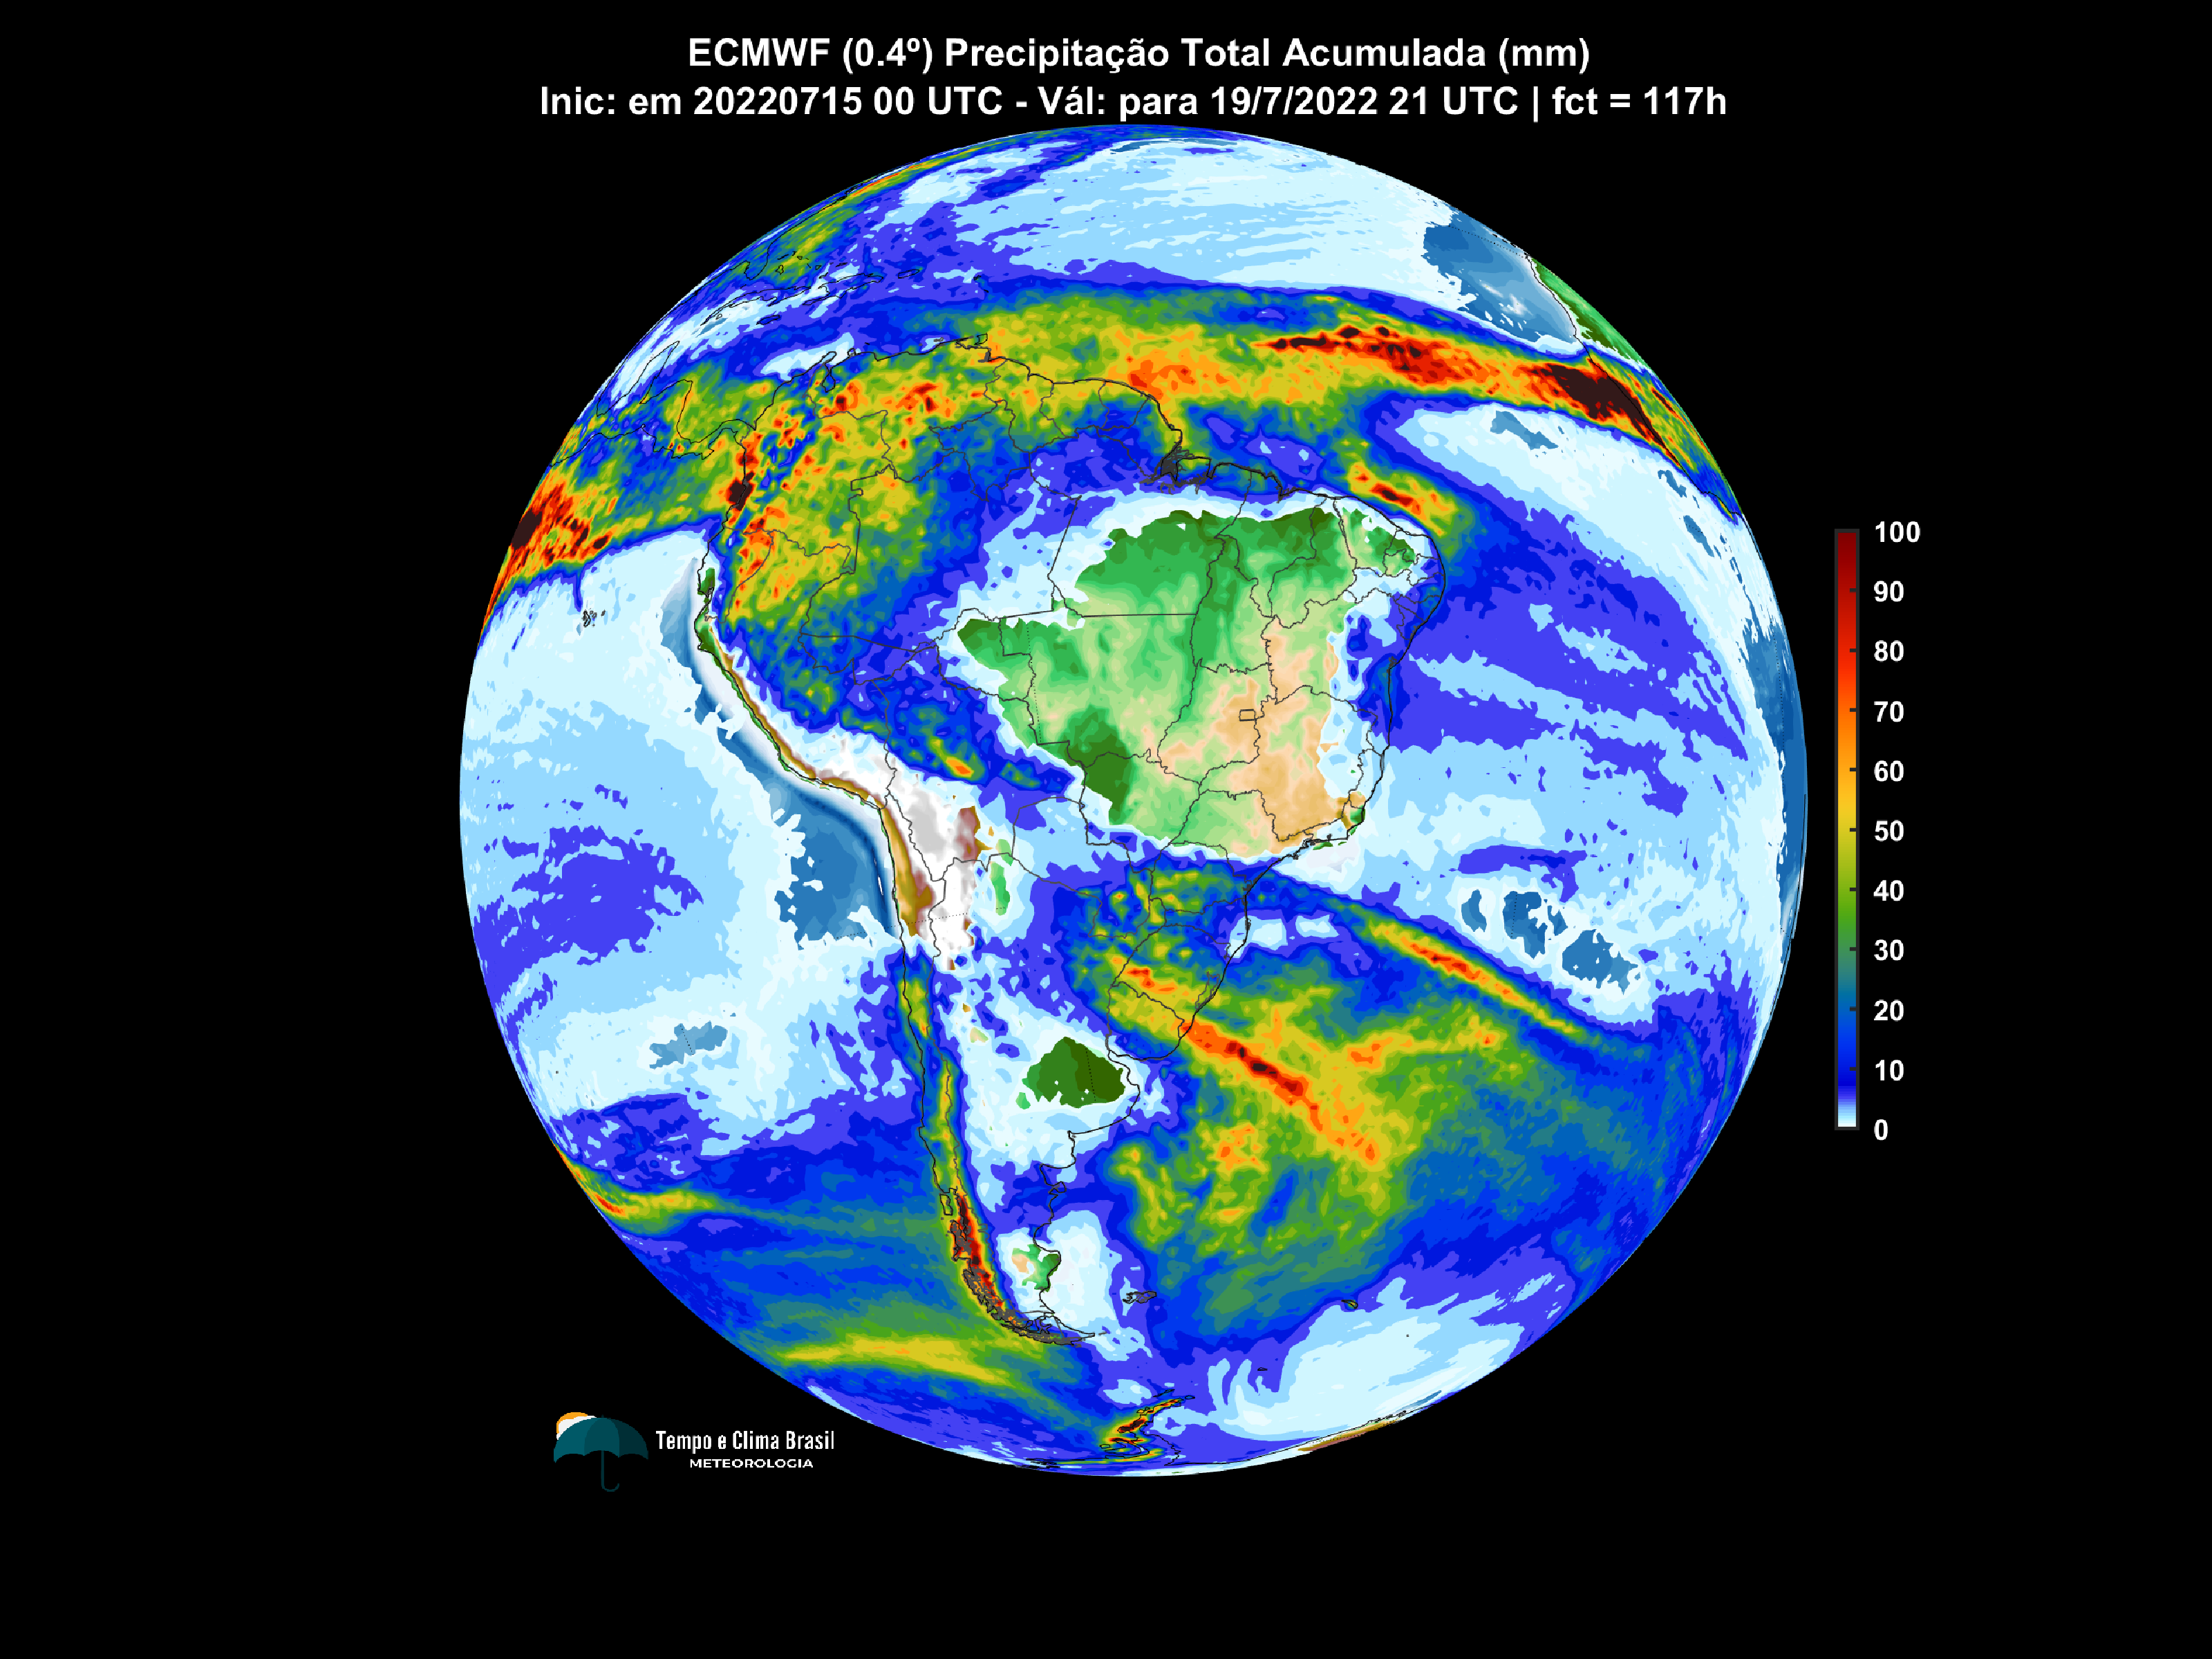 ECMWF (0.4º) Precipitação Total Acumulada (mm)
Inic: em 20220715 00 UTC - Vál: para 19/7/2022 21 UTC | fct = 117h
100
90
80
70
60
50
40
30
20
10
0
Tempo e Clima Brasil
METEOROLOGIA